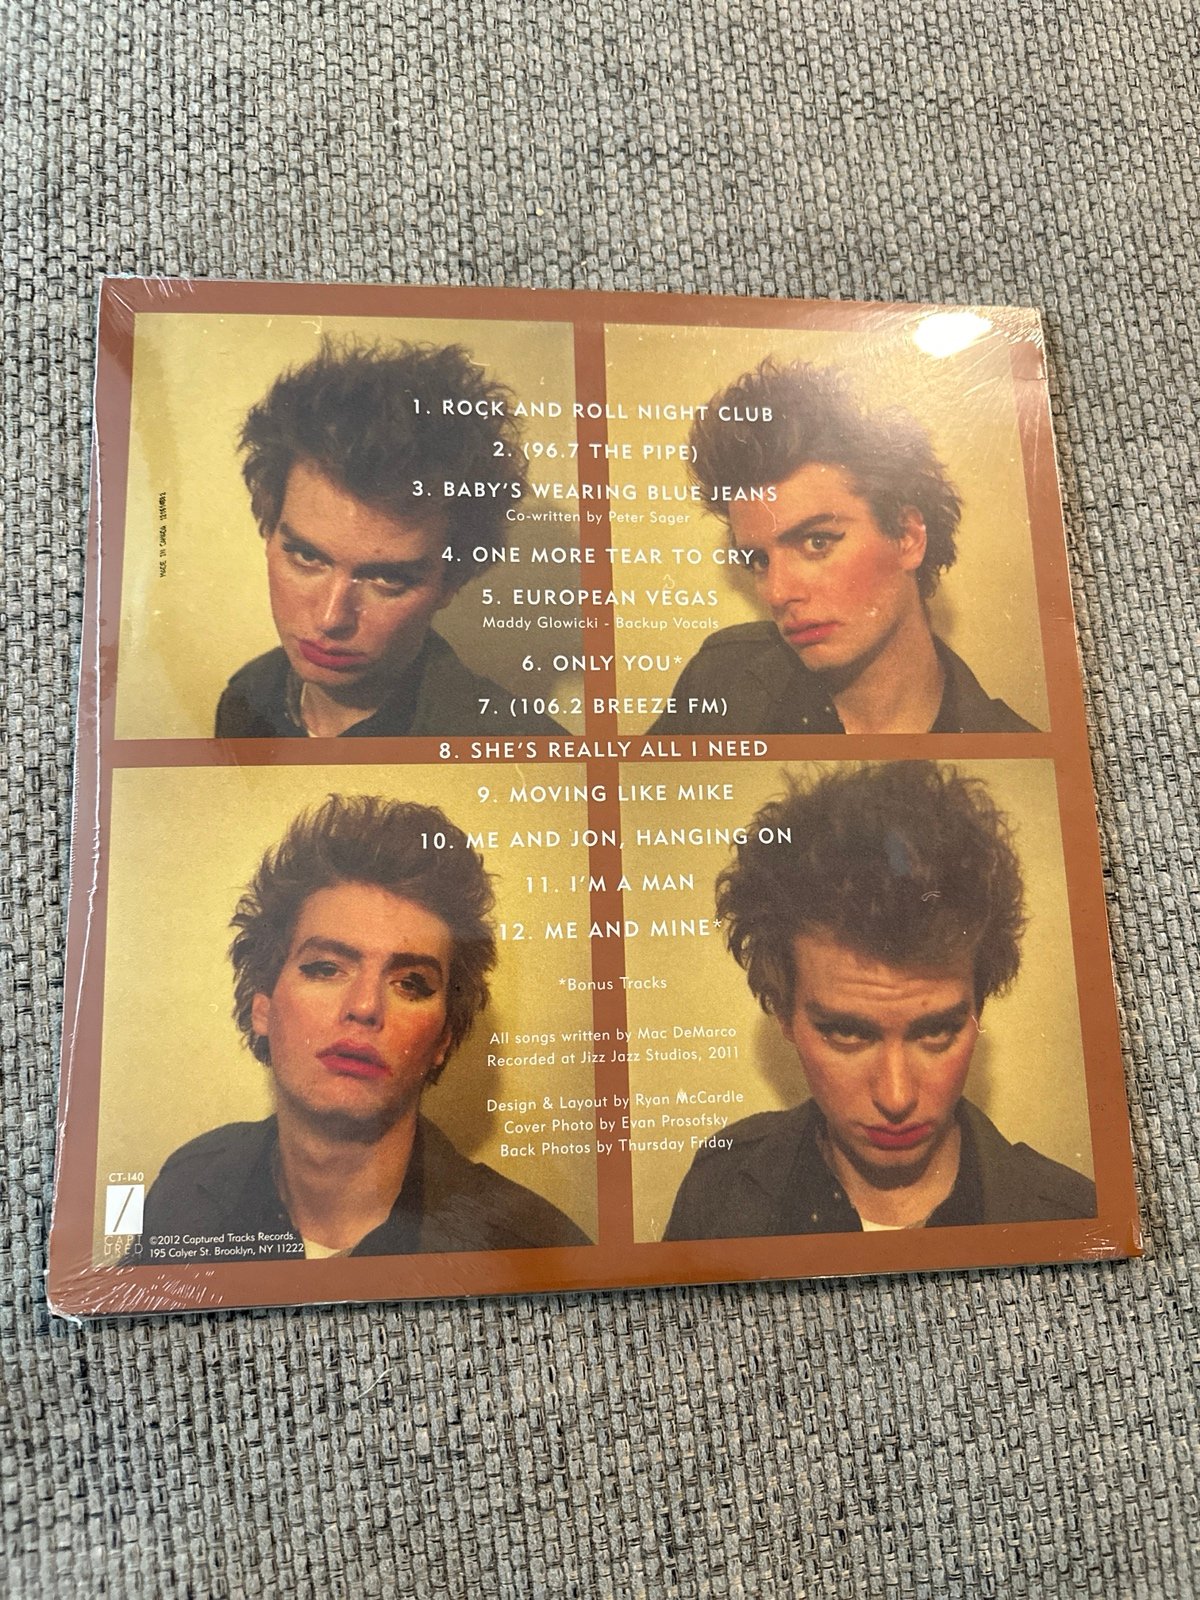 1. ROCK AND ROLL NIGHT CLUB
2. (96.7 THE PIPE)
3. BABY'S WEARING BLUE JEANS
Co-written by Peter Sager
4. ONE MORE TEAR TO CRY
5. EUROPEAN VEGAS
Maddy Glowicki - Backup Vocals
6. ONLY YOU*
7. (106.2 BREEZE FM)
8. SHE'S REALLY ALL I NEED
9. MOVING LIKE MIKE
10. ME AND JON, HANGING ON
11. I'M A MAN
12. ME AND MINE*
*Bonus Tracks
All songs written by Mac DeMarco
Recorded at Jizz Jazz Studios, 2011
Design & Layout by Ryan McCardle
Cover Photo by Evan Prosofsky
Back Photos by Thursday Friday
MADE IN CANADA
CT-140
CAPT
URED
©2012 Captured Tracks Records.
195 Calyer St. Brooklyn, NY 11222